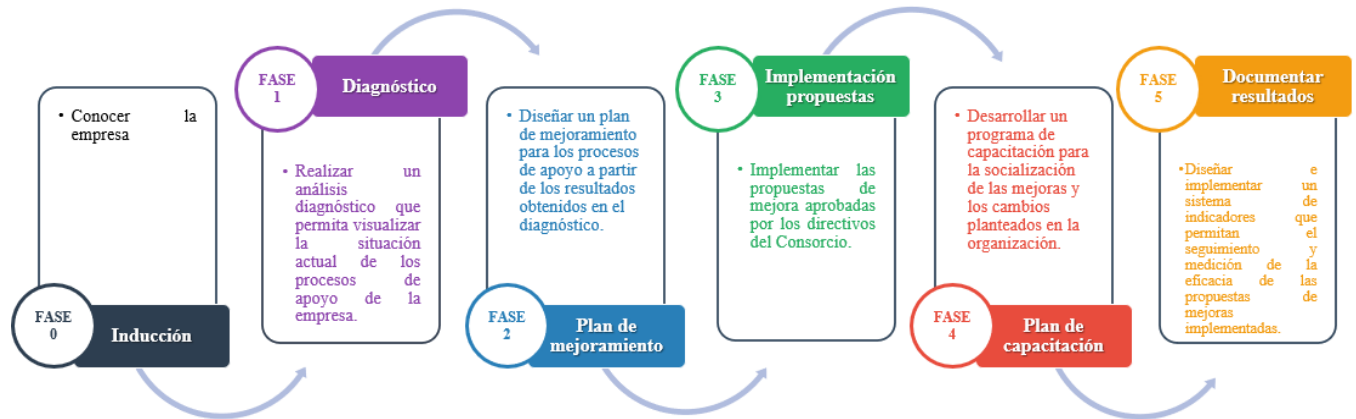 • Conocer la
empresa
FASE
0
Inducción
FASE
1
Diagnóstico
• Realizar un
análisis
diagnóstico que
permita visualizar
la situación
actual de los
procesos de
apoyo de la
empresa.
• Diseñar un plan
de mejoramiento
para los procesos
de apoyo a partir
de los resultados
obtenidos en el
diagnóstico.
FASE
2
Plan de
mejoramiento
FASE
3
Implementación
propuestas
• Implementar las
propuestas de
mejora aprobadas
por los directivos
del Consorcio.
• Desarrollar un
programa de
capacitación para
la socialización
de las mejoras y
los cambios
planteados en la
organización.
FASE
4
Plan de
capacitación
FASE
5
Documentar
resultados
• Diseñar e
implementar un
sistema de
indicadores que
permitan el
seguimiento y
medición de la
eficacia de las
propuestas de
mejoras
implementadas.